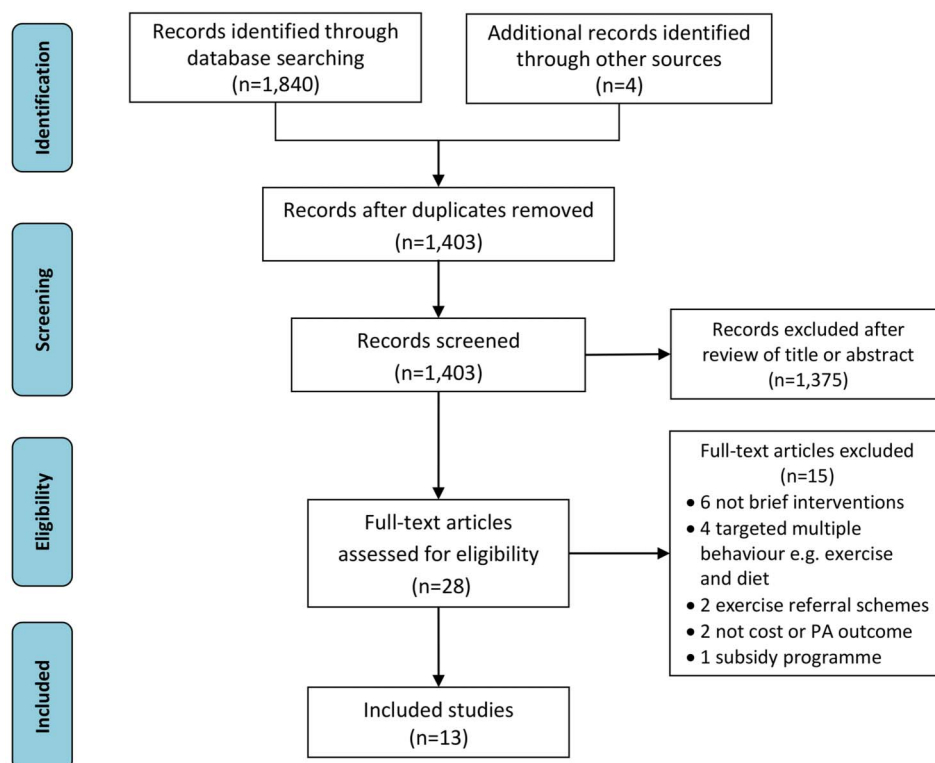 Identification
Records identified through
database searching
(n=1,840)
Additional records identified
through other sources
(n=4)
Records after duplicates removed
(n=1,403)
Screening
Records screened
(n=1,403)
Records excluded after
review of title or abstract
(n=1,375)
Eligibility
Full-text articles
assessed for eligibility
(n=28)
Full-text articles excluded
(n=15)
• 6 not brief interventions
• 4 targeted multiple
behaviour e.g. exercise
and diet
• 2 exercise referral schemes
• 2 not cost or PA outcome
• 1 subsidy programme
Included
Included studies
(n=13)